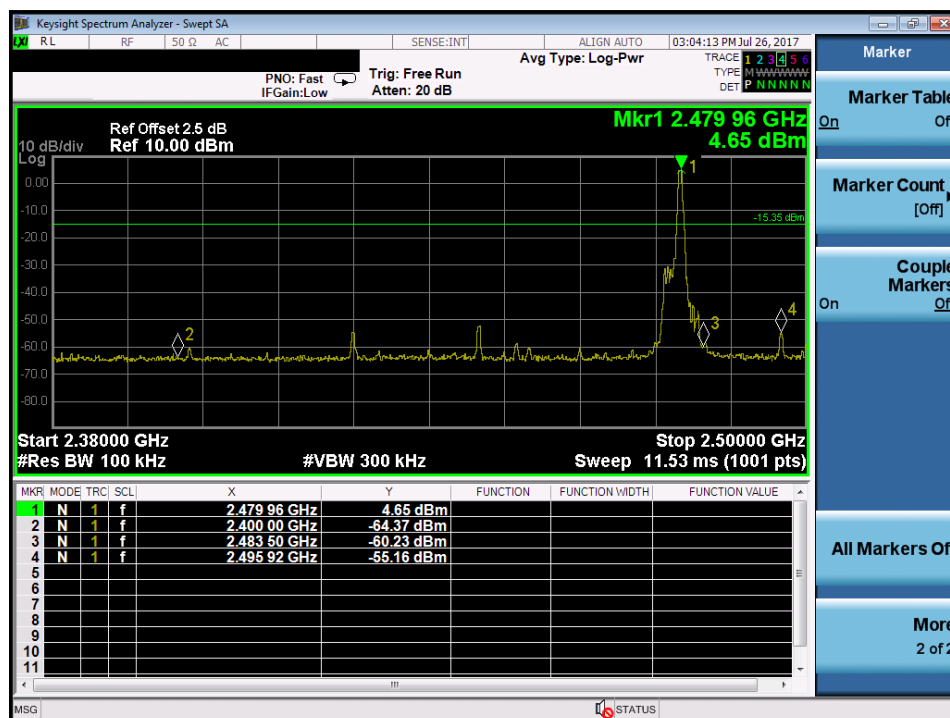 Keysight Spectrum Analyzer - Swept SA
LXI RL RF 50 Ω AC SENSE:INT ALIGN AUTO 03:04:13 PM Jul 26, 2017
Avg Type: Log-Pwr TRACE 1 2 3 4 5 6
PNO: Fast Trig: Free Run TYPE M W W W W W
IFGain:Low Atten: 20 dB DET P N N N N N
Mkr1 2.479 96 GHz
4.65 dBm
Ref Offset 2.5 dB
10 dB/div Ref 10.00 dBm
Log
0.00
-10.0
-20.0
-30.0
-40.0
-50.0
-60.0
-70.0
-80.0
1
-15.35 dBm
2
3
4
Start 2.38000 GHz Stop 2.50000 GHz
#Res BW 100 kHz #VBW 300 kHz Sweep 11.53 ms (1001 pts)
MKR MODE TRC SCL X Y FUNCTION FUNCTION WIDTH FUNCTION VALUE
1 N 1 f 2.479 96 GHz 4.65 dBm
2 N 1 f 2.400 00 GHz -64.37 dBm
3 N 1 f 2.483 50 GHz -60.23 dBm
4 N 1 f 2.495 92 GHz -55.16 dBm
5
6
7
8
9
10
11
MSG STATUS
Marker
Marker Table
On Of
Marker Count
[Off]
Couple
Markers
On Of
All Markers Of
More
2 of 2